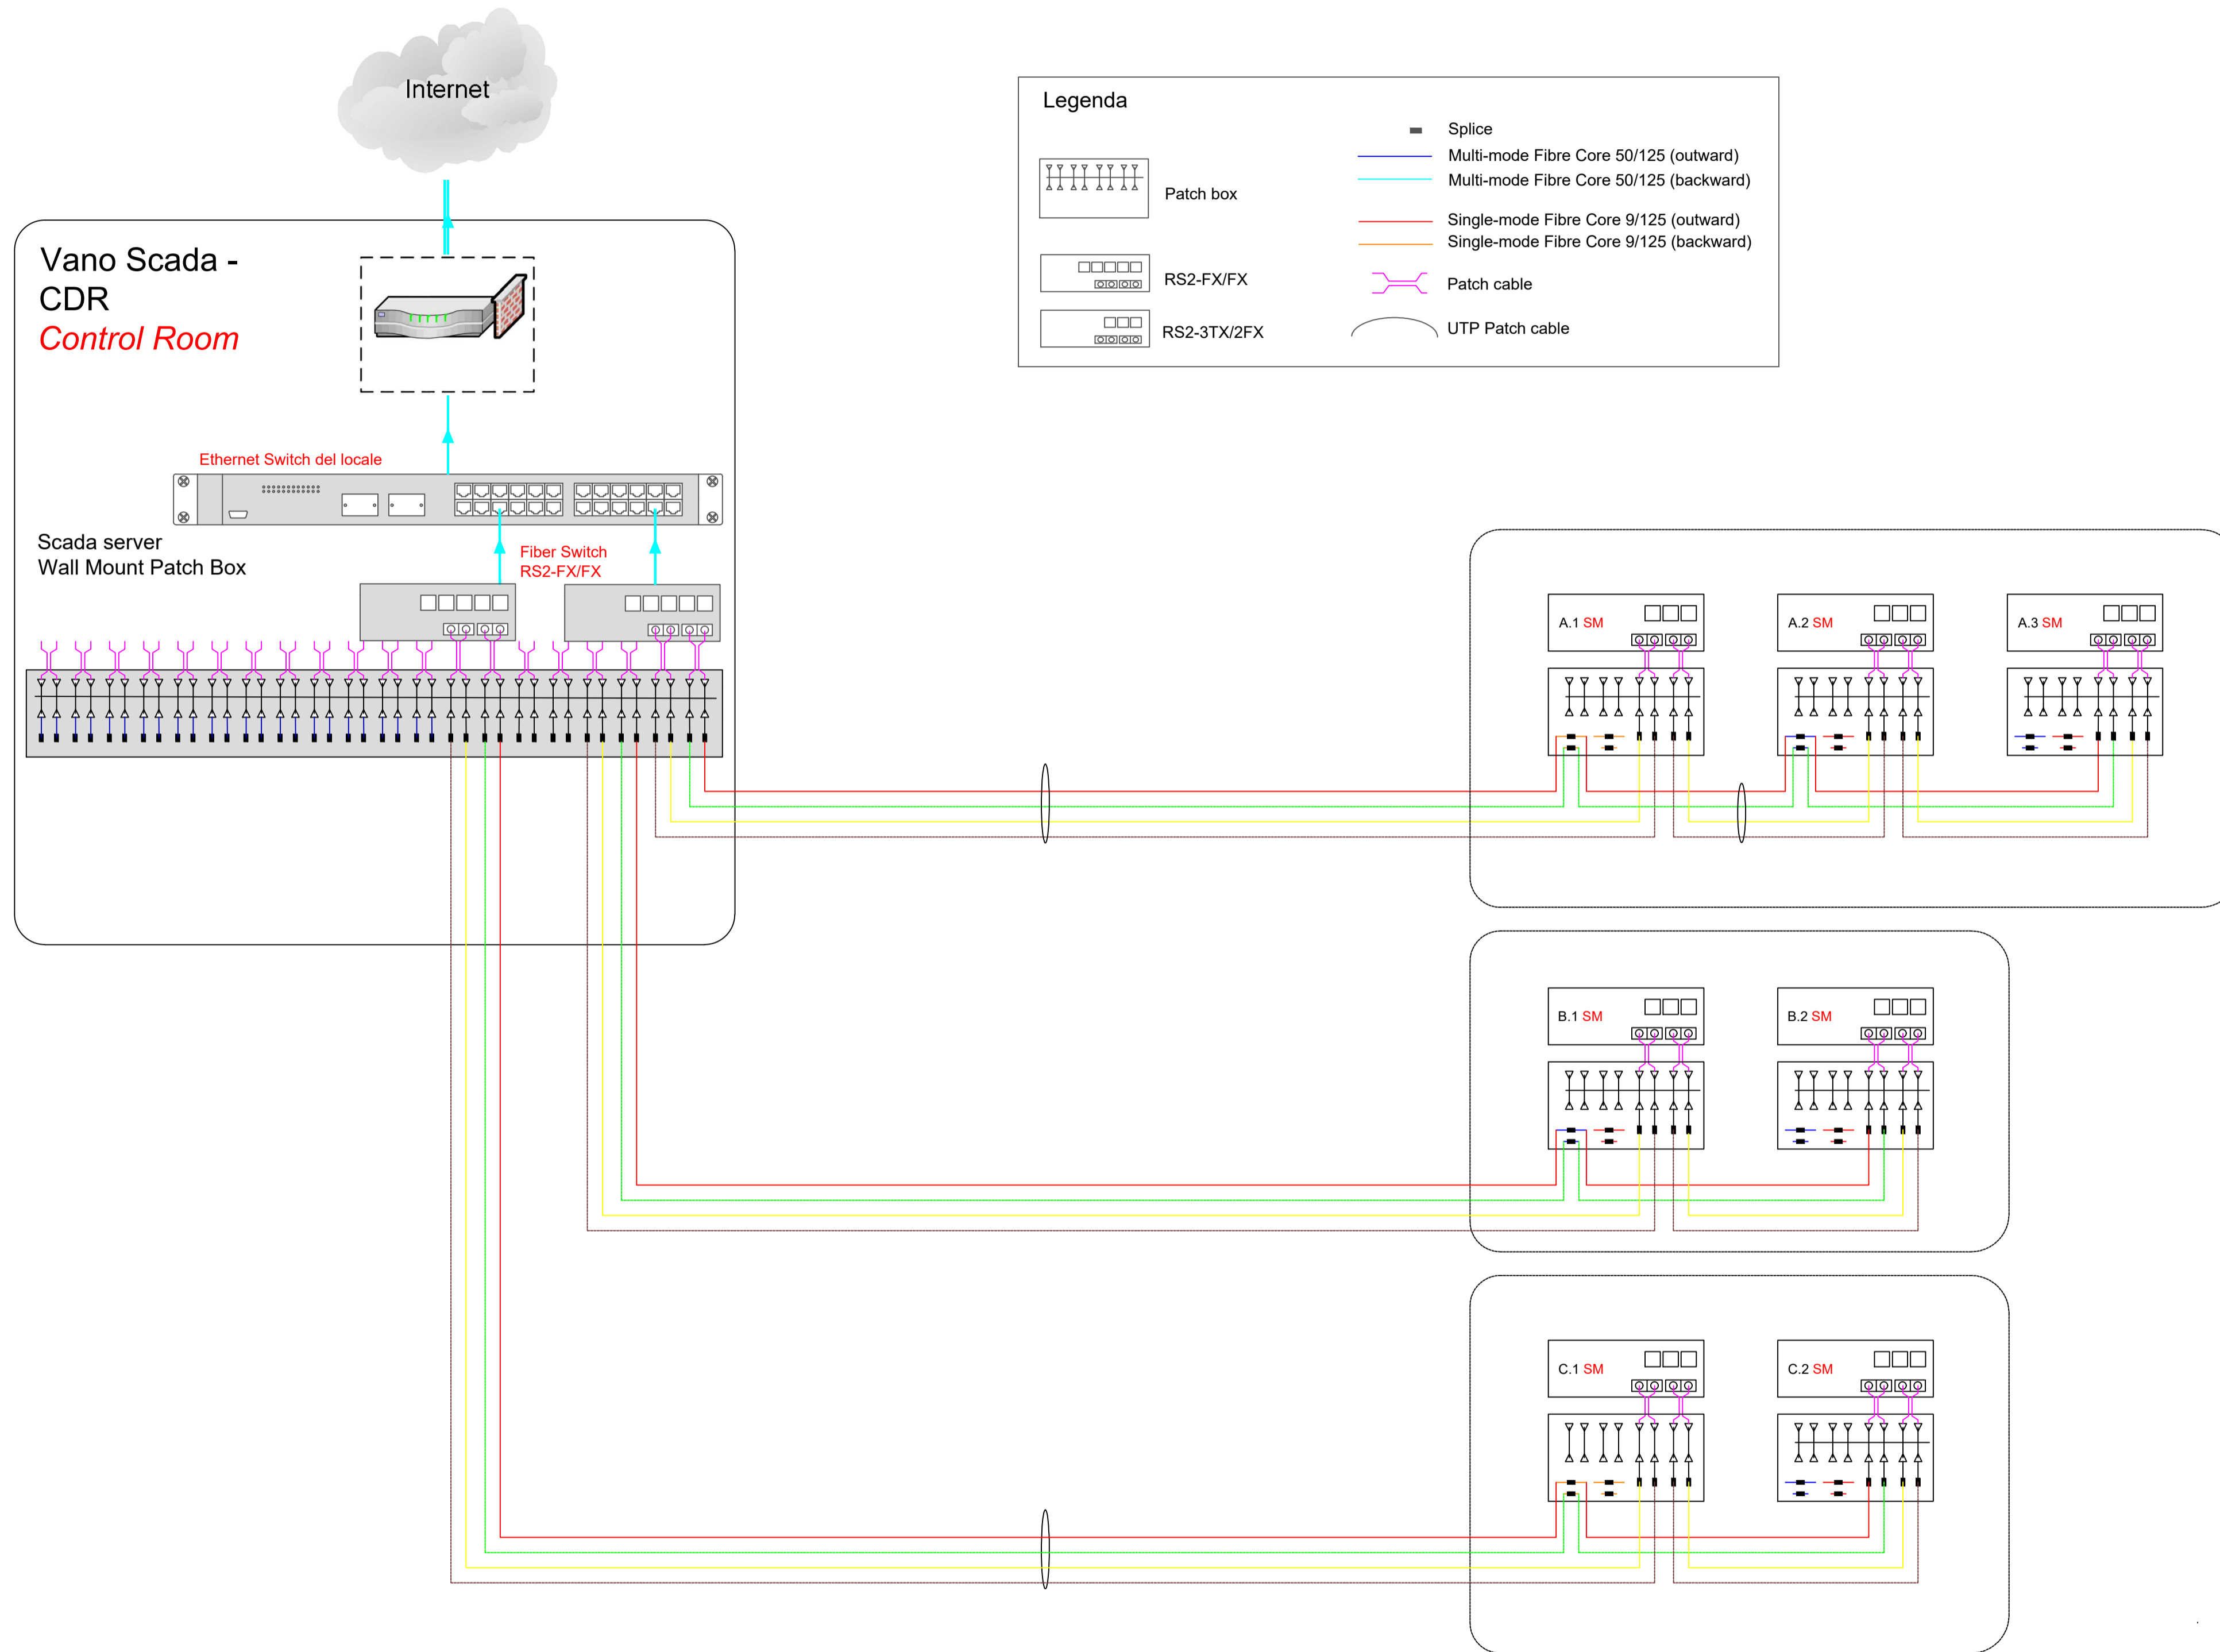 Internet
Legenda
Patch box
RS2-FX/FX
RS2-3TX/2FX
Splice
Multi-mode Fibre Core 50/125 (outward)
Multi-mode Fibre Core 50/125 (backward)
Single-mode Fibre Core 9/125 (outward)
Single-mode Fibre Core 9/125 (backward)
Patch cable
UTP Patch cable
Vano Scada -
CDR
Control Room
Ethernet Switch del locale
Scada server
Wall Mount Patch Box
Fiber Switch
RS2-FX/FX
A.1 SM
A.2 SM
A.3 SM
B.1 SM
B.2 SM
C.1 SM
C.2 SM